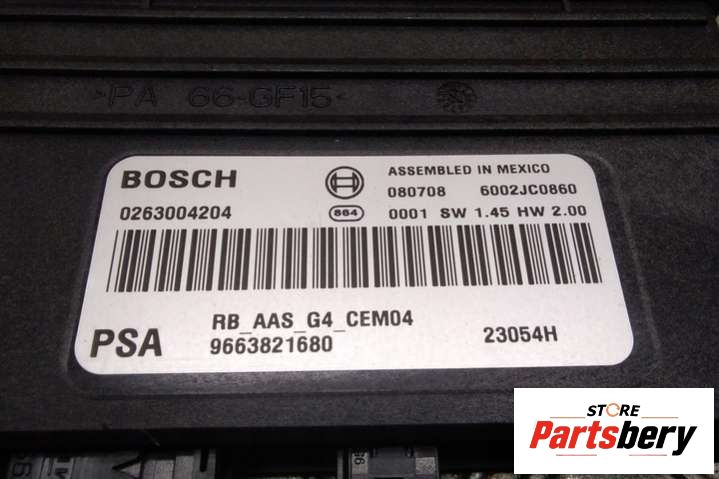 >PA 66-GF15<
BOSCH
ASSEMBLED IN MEXICO
080708 6002JC0860
0263004204
864
0001 SW 1.45 HW 2.00
RB_AAS_G4_CEM04
PSA
9663821680
23054H
STORE
Partsbery